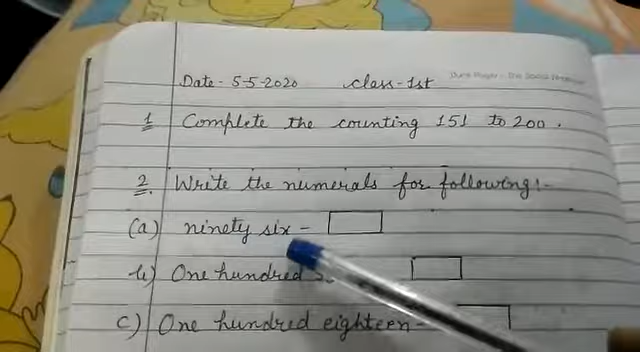 Date - 5-5-2020 class - 1st
1 Complete the counting 151 to 200.
2. Write the numerals for following:-
(a) ninety six -
b) One hundred
c) One hundred eighteen -